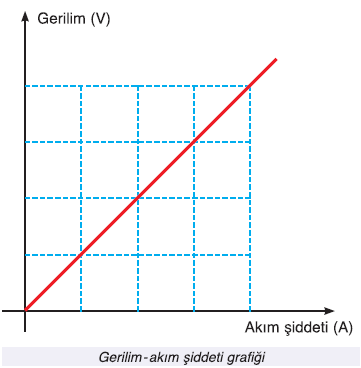 Gerilim (V)
Akım şiddeti (A)
Gerilim-akım şiddeti grafiği